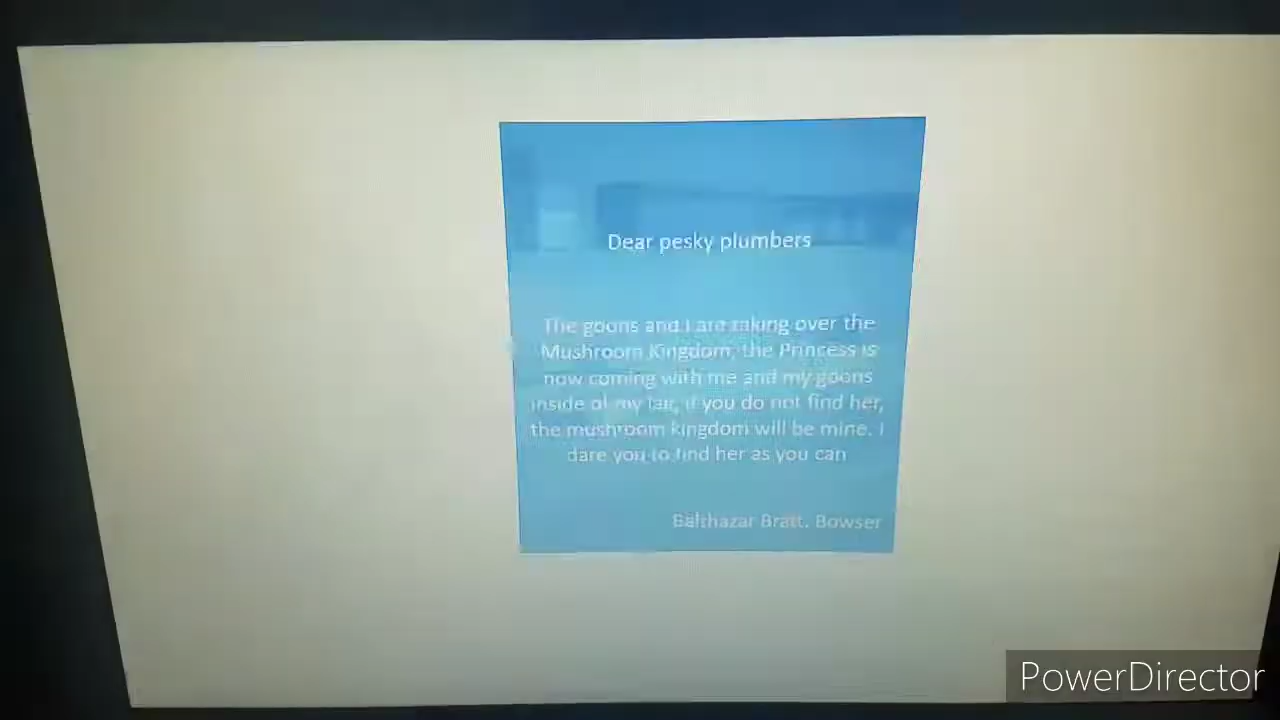 Dear pesky plumbers
The goons and I are taking over the
Mushroom Kingdom, the Princess is
now coming with me and my goons
inside of my lair, if you do not find her,
the mushroom kingdom will be mine. I
dare you to find her as you can
Balthazar Bratt. Bowser
PowerDirector